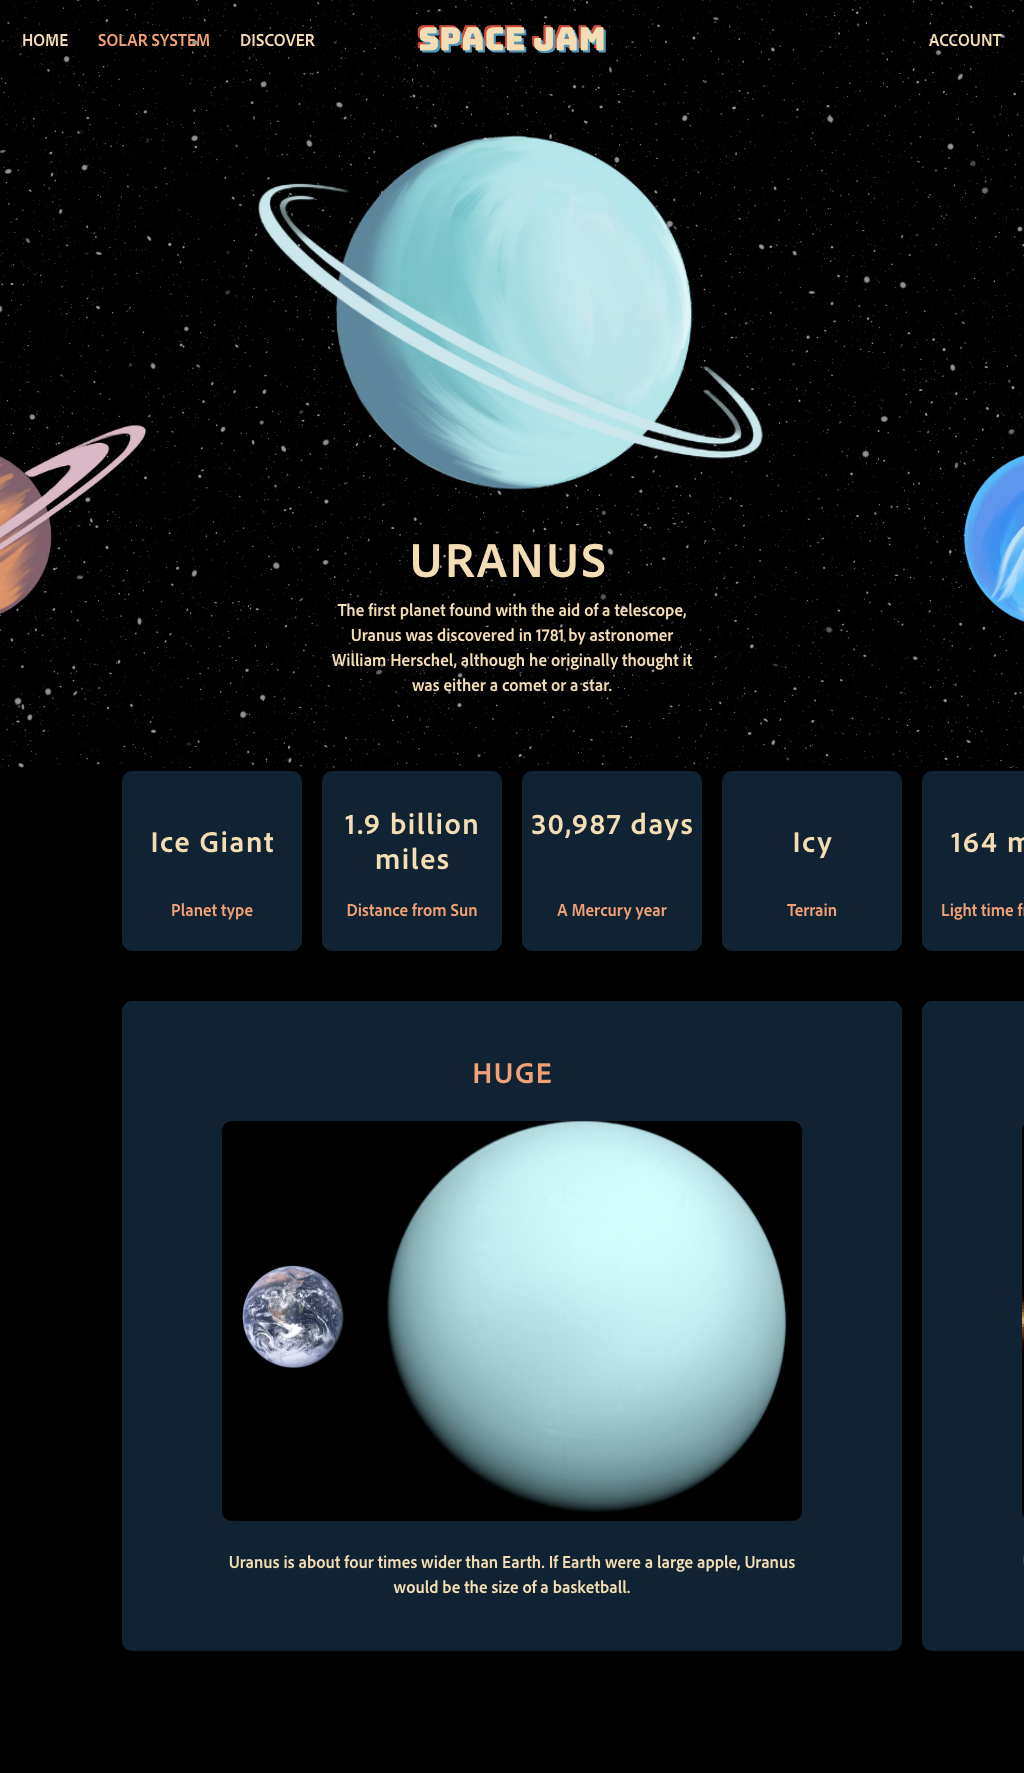 HOME SOLAR SYSTEM DISCOVER SPACE JAM ACCOUNT
URANUS
The first planet found with the aid of a telescope,
Uranus was discovered in 1781 by astronomer
William Herschel, although he originally thought it
was either a comet or a star.
Ice Giant
Planet type
1.9 billion
miles
Distance from Sun
30,987 days
A Mercury year
Icy
Terrain
164
Light time
HUGE
Uranus is about four times wider than Earth. If Earth were a large apple, Uranus
would be the size of a basketball.